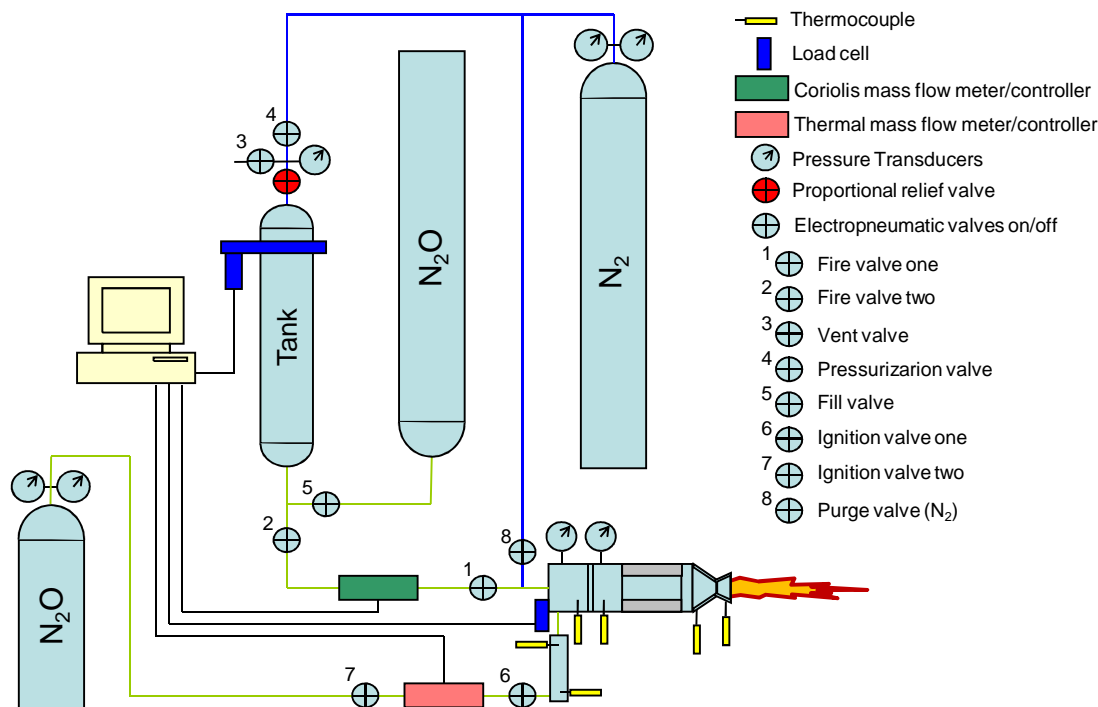 4
3
Tank
N2O
N2
5
2
8
1
N2O
7
6
Thermocouple
Load cell
Coriolis mass flow meter/controller
Thermal mass flow meter/controller
Pressure Transducers
Proportional relief valve
Electropneumatic valves on/off
1 Fire valve one
2 Fire valve two
3 Vent valve
4 Pressurizarion valve
5 Fill valve
6 Ignition valve one
7 Ignition valve two
8 Purge valve (N2)